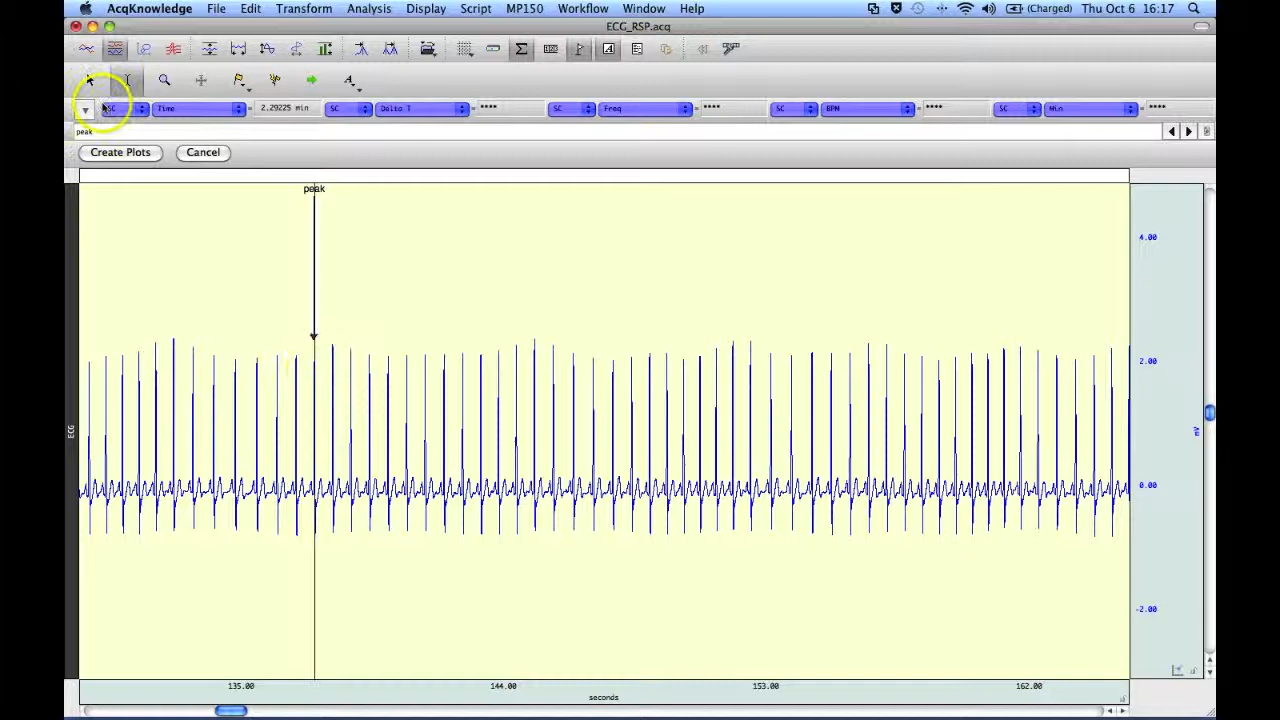 AcqKnowledge File Edit Transform Analysis Display Script MP150 Workflow Window Help (Charged) Thu Oct 6 16:17
ECG_RSP.acq
SC Time = 2.29225 min SC Delta T = **** SC Freq = **** SC BPM = **** SC Min = ****
peak
Create Plots Cancel
peak
4.00
2.00
ECG
mV
0.00
-2.00
135.00 144.00 153.00 162.00
seconds